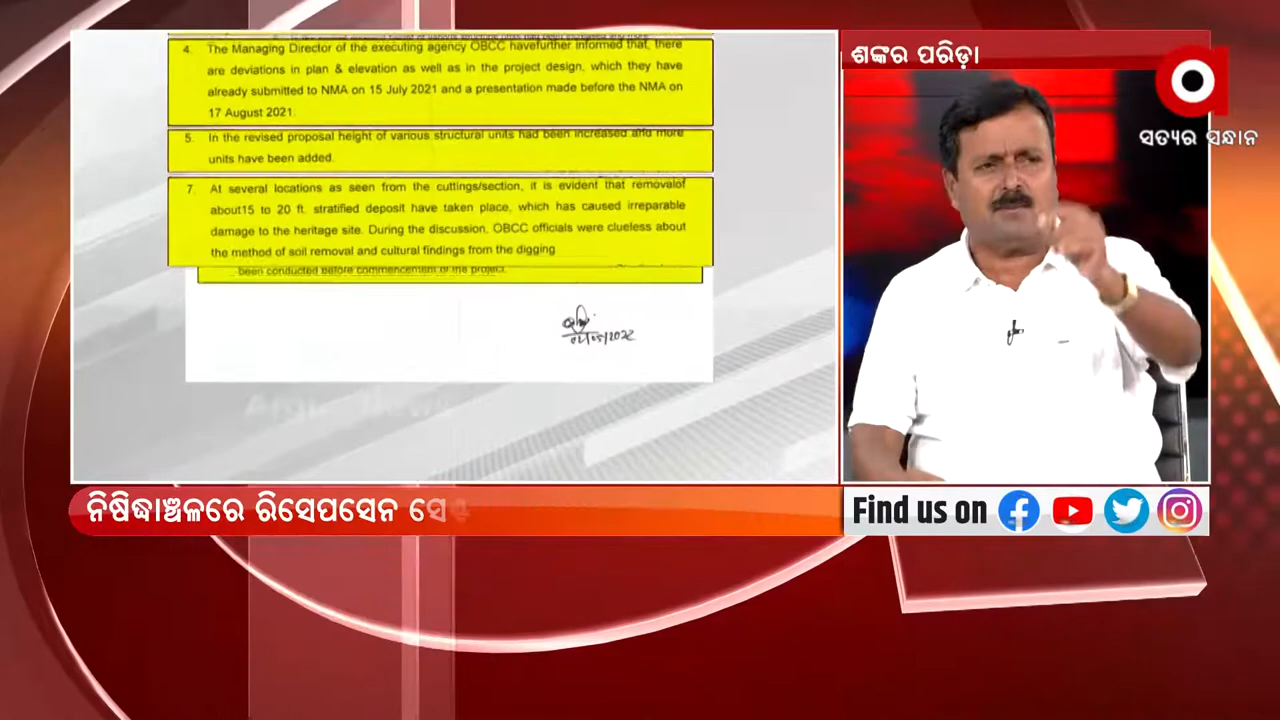 4. The Managing Director of the executing agency OBCC havefurther informed that, there
are deviations in plan & elevation as well as in the project design, which they have
already submitted to NMA on 15 July 2021 and a presentation made before the NMA on
17 August 2021.
5. In the revised proposal height of various structural units had been increased and more
units have been added.
7. At several locations as seen from the cuttings/section, it is evident that removalof
about15 to 20 ft. stratified deposit have taken place, which has caused irreparable
damage to the heritage site. During the discussion, OBCC officials were clueless about
the method of soil removal and cultural findings from the digging
been conducted before commencement of the project.
ଶଙ୍କର ପରିଡ଼ା
ସତ୍ୟର ସନ୍ଧାନ
ନିଷିଦ୍ଧାଞ୍ଚଳରେ ରିସେପସେନ ସେ
Find us on